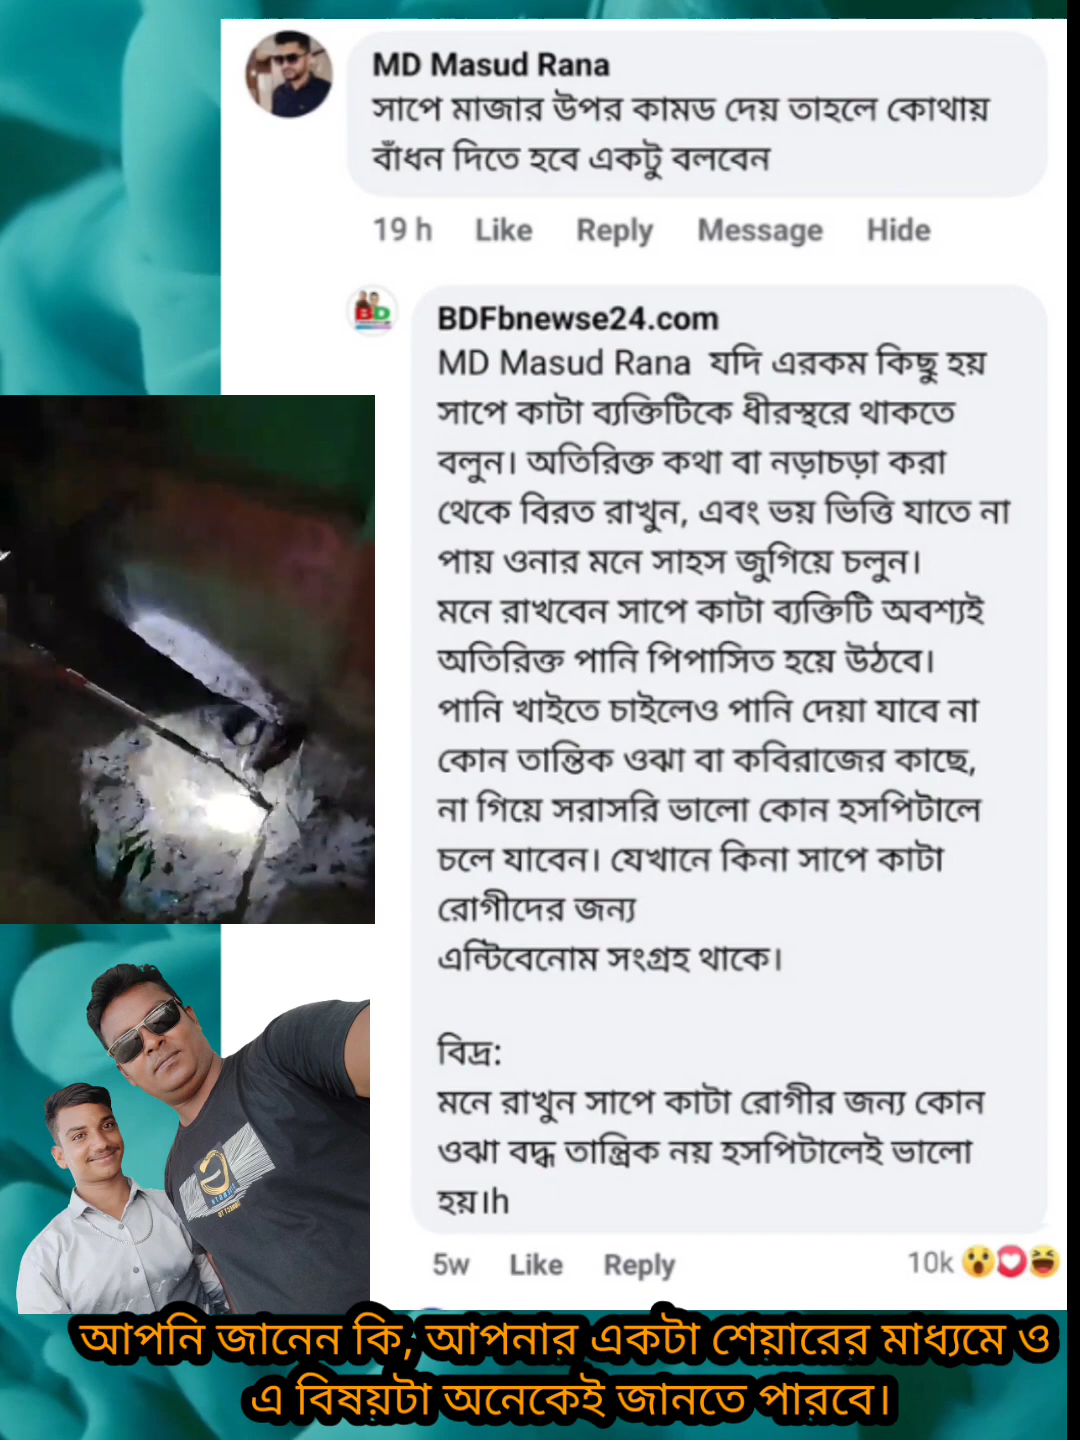 MD Masud Rana
সাপে মাজার উপর কামড দেয় তাহলে কোথায়
বাঁধন দিতে হবে একটু বলবেন
19 h Like Reply Message Hide
BD
BDFbnewse24.com
MD Masud Rana যদি এরকম কিছু হয়
সাপে কাটা ব্যক্তিটিকে ধীরস্থরে থাকতে
বলুন। অতিরিক্ত কথা বা নড়াচড়া করা
থেকে বিরত রাখুন, এবং ভয় ভিত্তি যাতে না
পায় ওনার মনে সাহস জুগিয়ে চলুন।
মনে রাখবেন সাপে কাটা ব্যক্তিটি অবশ্যই
অতিরিক্ত পানি পিপাসিত হয়ে উঠবে।
পানি খাইতে চাইলেও পানি দেয়া যাবে না
কোন তান্তিক ওঝা বা কবিরাজের কাছে,
না গিয়ে সরাসরি ভালো কোন হসপিটালে
চলে যাবেন। যেখানে কিনা সাপে কাটা
রোগীদের জন্য
এন্টিবেনোম সংগ্রহ থাকে।
বিদ্র:
মনে রাখুন সাপে কাটা রোগীর জন্য কোন
ওঝা বদ্ধ তান্ত্রিক নয় হসপিটালেই ভালো
হয়।h
5w Like Reply 10k
আপনি জানেন কি, আপনার একটা শেয়ারের মাধ্যমে ও
এ বিষয়টা অনেকেই জানতে পারবে।